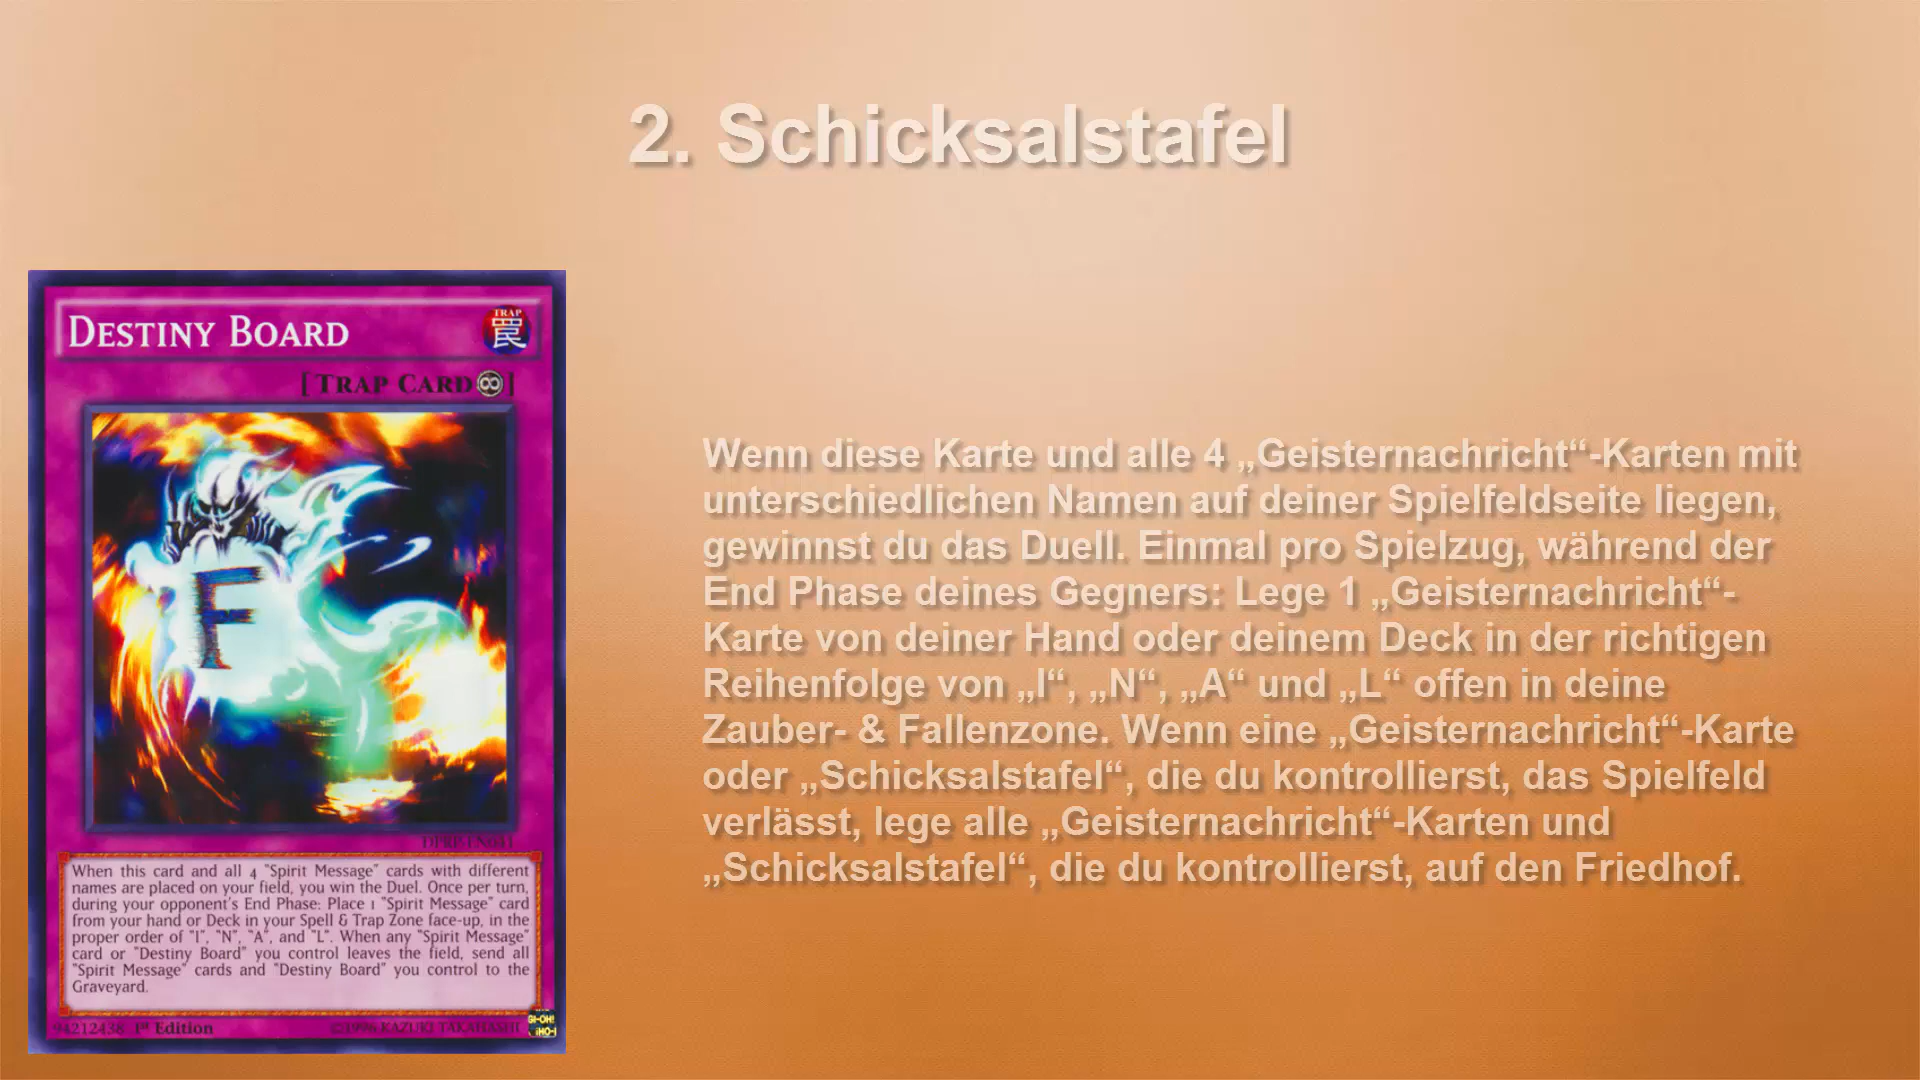 2. Schicksalstafel
DESTINY BOARD
TRAP
罠
[TRAP CARD∞]
F
DPRP-EN041
When this card and all 4 "Spirit Message" cards with different
names are placed on your field, you win the Duel. Once per turn,
during your opponent's End Phase: Place 1 "Spirit Message" card
from your hand or Deck in your Spell & Trap Zone face-up, in the
proper order of "I", "N", "A", and "L". When any "Spirit Message"
card or "Destiny Board" you control leaves the field, send all
"Spirit Message" cards and "Destiny Board" you control to the
Graveyard.
94212438 1st Edition
©1996 KAZUKI TAKAHASHI
Wenn diese Karte und alle 4 „Geisternachricht“-Karten mit
unterschiedlichen Namen auf deiner Spielfeldseite liegen,
gewinnst du das Duell. Einmal pro Spielzug, während der
End Phase deines Gegners: Lege 1 „Geisternachricht“-
Karte von deiner Hand oder deinem Deck in der richtigen
Reihenfolge von „I“, „N“, „A“ und „L“ offen in deine
Zauber- & Fallenzone. Wenn eine „Geisternachricht“-Karte
oder „Schicksalstafel“, die du kontrollierst, das Spielfeld
verlässt, lege alle „Geisternachricht“-Karten und
„Schicksalstafel“, die du kontrollierst, auf den Friedhof.